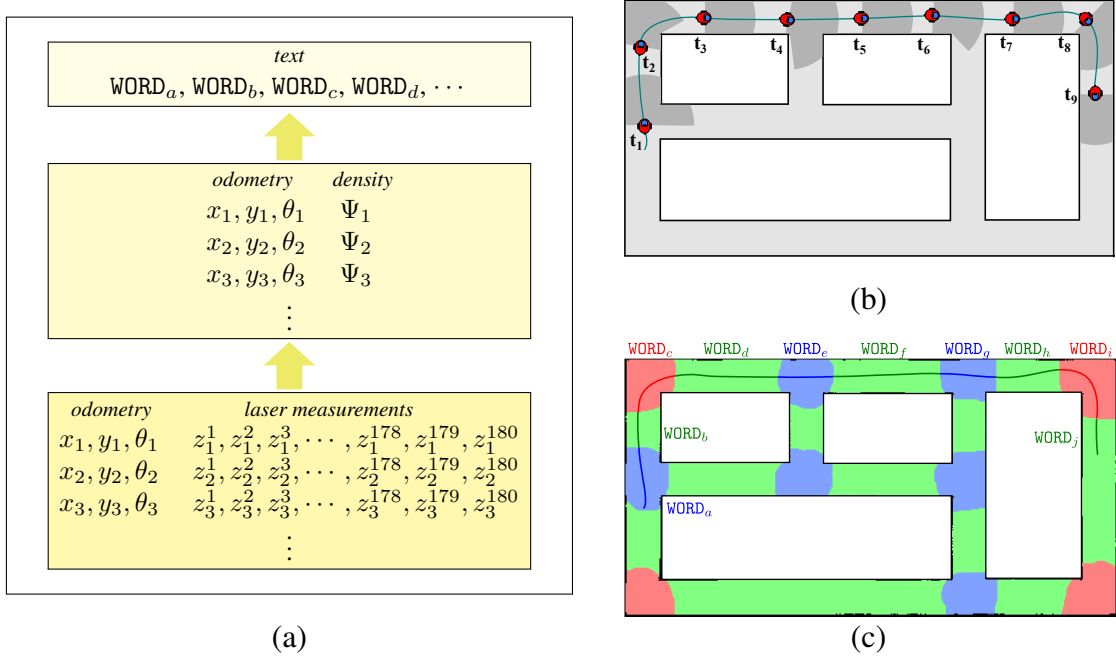 text
WORD_a, WORD_b, WORD_c, WORD_d, ⋯
odometry density
x_1, y_1, θ_1 Ψ_1
x_2, y_2, θ_2 Ψ_2
x_3, y_3, θ_3 Ψ_3
⋮
odometry laser measurements
x_1, y_1, θ_1 z_1^1, z_1^2, z_1^3, ⋯ , z_1^178, z_1^179, z_1^180
x_2, y_2, θ_2 z_2^1, z_2^2, z_2^3, ⋯ , z_2^178, z_2^179, z_2^180
x_3, y_3, θ_3 z_3^1, z_3^2, z_3^3, ⋯ , z_3^178, z_3^179, z_3^180
⋮
(a)
t_3 t_4 t_5 t_6 t_7 t_8
t_2
t_9
t_1
(b)
WORD_c WORD_d WORD_e WORD_f WORD_g WORD_h WORD_i
WORD_b WORD_j
WORD_a
(c)